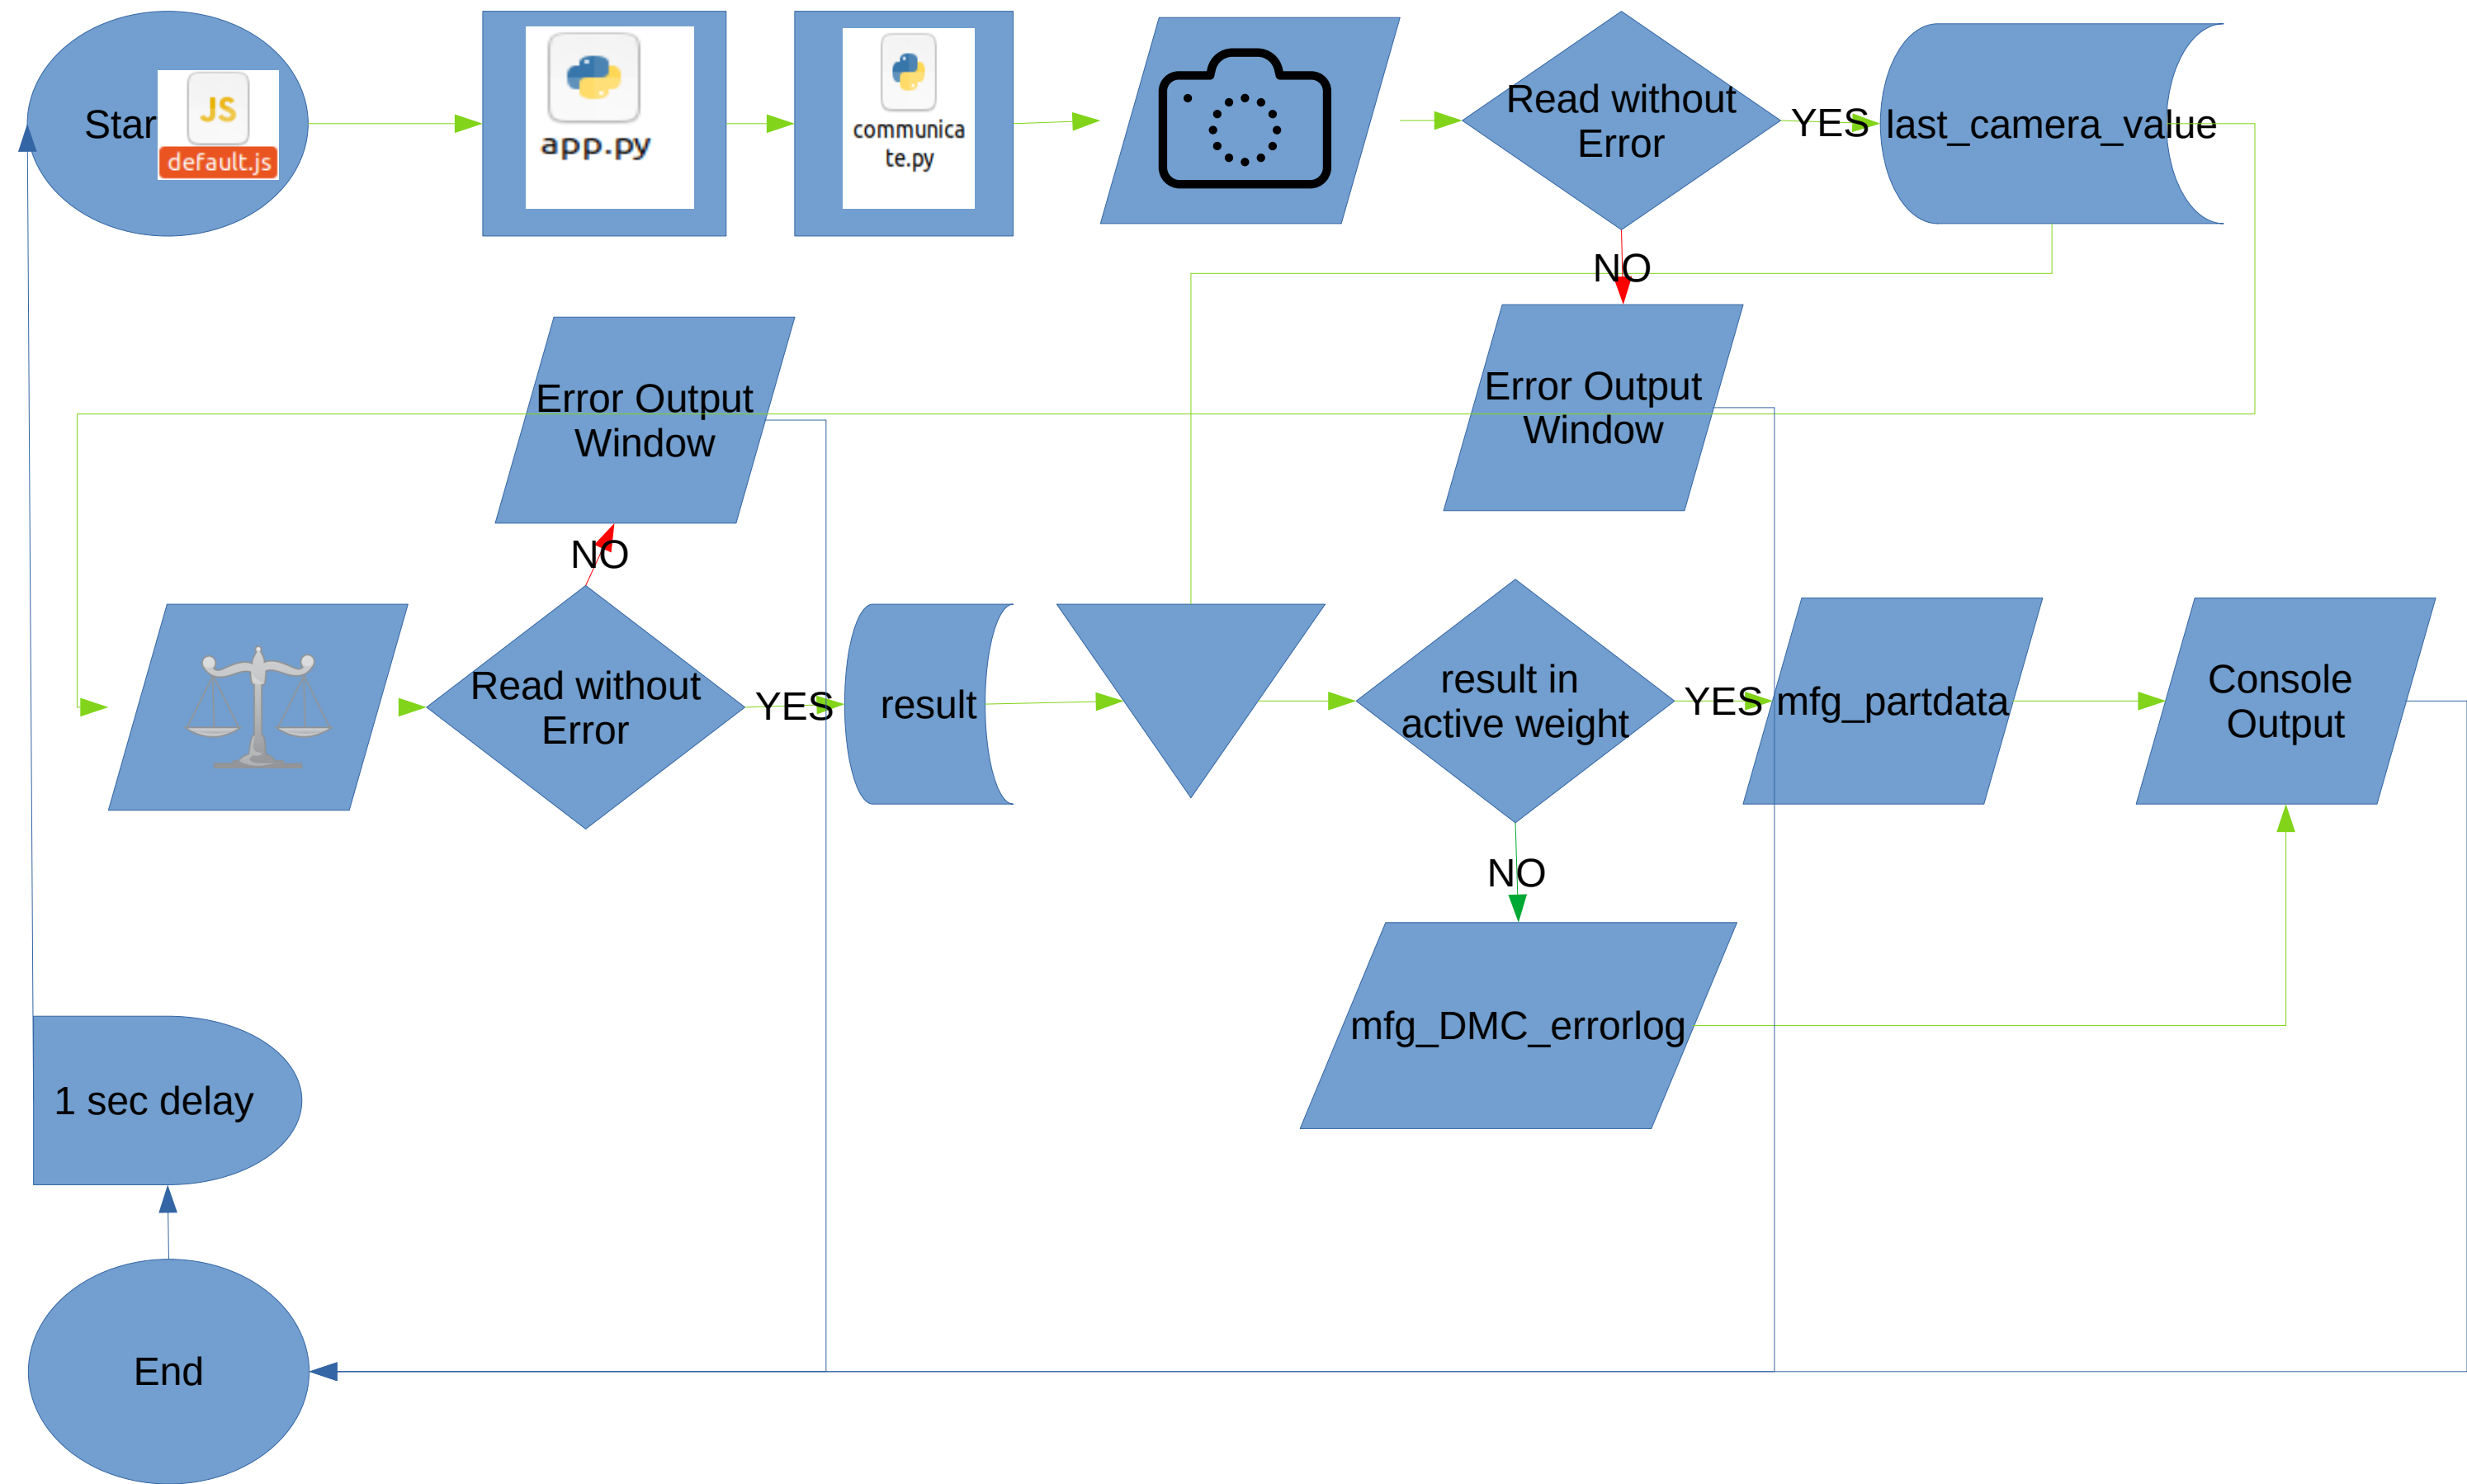 Star
JS
default.js
app.py
communica
te.py
Read without
Error
YES
last_camera_value
NO
Error Output
Window
Error Output
Window
NO
Read without
Error
YES
result
result in
active weight
YES
mfg_partdata
Console
Output
NO
mfg_DMC_errorlog
1 sec delay
End